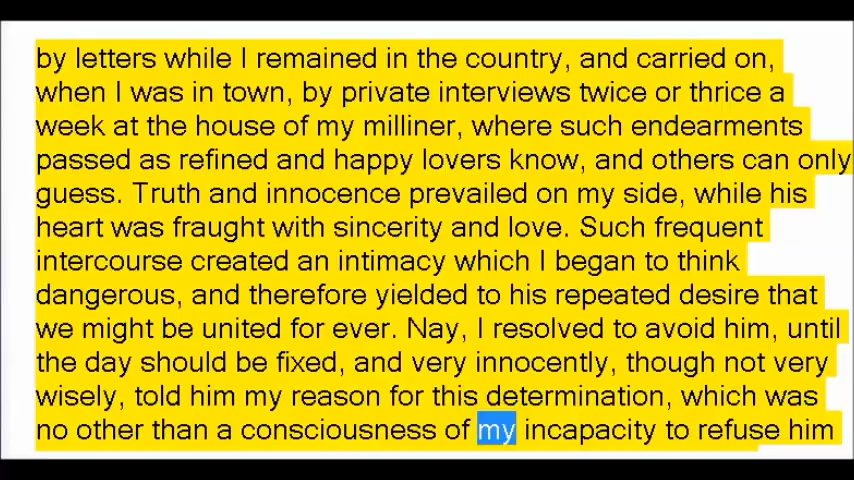 by letters while I remained in the country, and carried on,
when I was in town, by private interviews twice or thrice a
week at the house of my milliner, where such endearments
passed as refined and happy lovers know, and others can only
guess. Truth and innocence prevailed on my side, while his
heart was fraught with sincerity and love. Such frequent
intercourse created an intimacy which I began to think
dangerous, and therefore yielded to his repeated desire that
we might be united for ever. Nay, I resolved to avoid him, until
the day should be fixed, and very innocently, though not very
wisely, told him my reason for this determination, which was
no other than a consciousness of my incapacity to refuse him